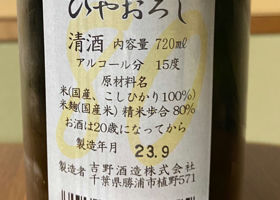 ひやおろし
清酒 内容量 720ml
アルコール分 15度
原材料名
米(国産、こしひかり100%)
米麹(国産米) 精米歩合 80%
お酒は20歳になってから
製造年月 23.9
製造者 吉野酒造株式会社
千葉県勝浦市植野571